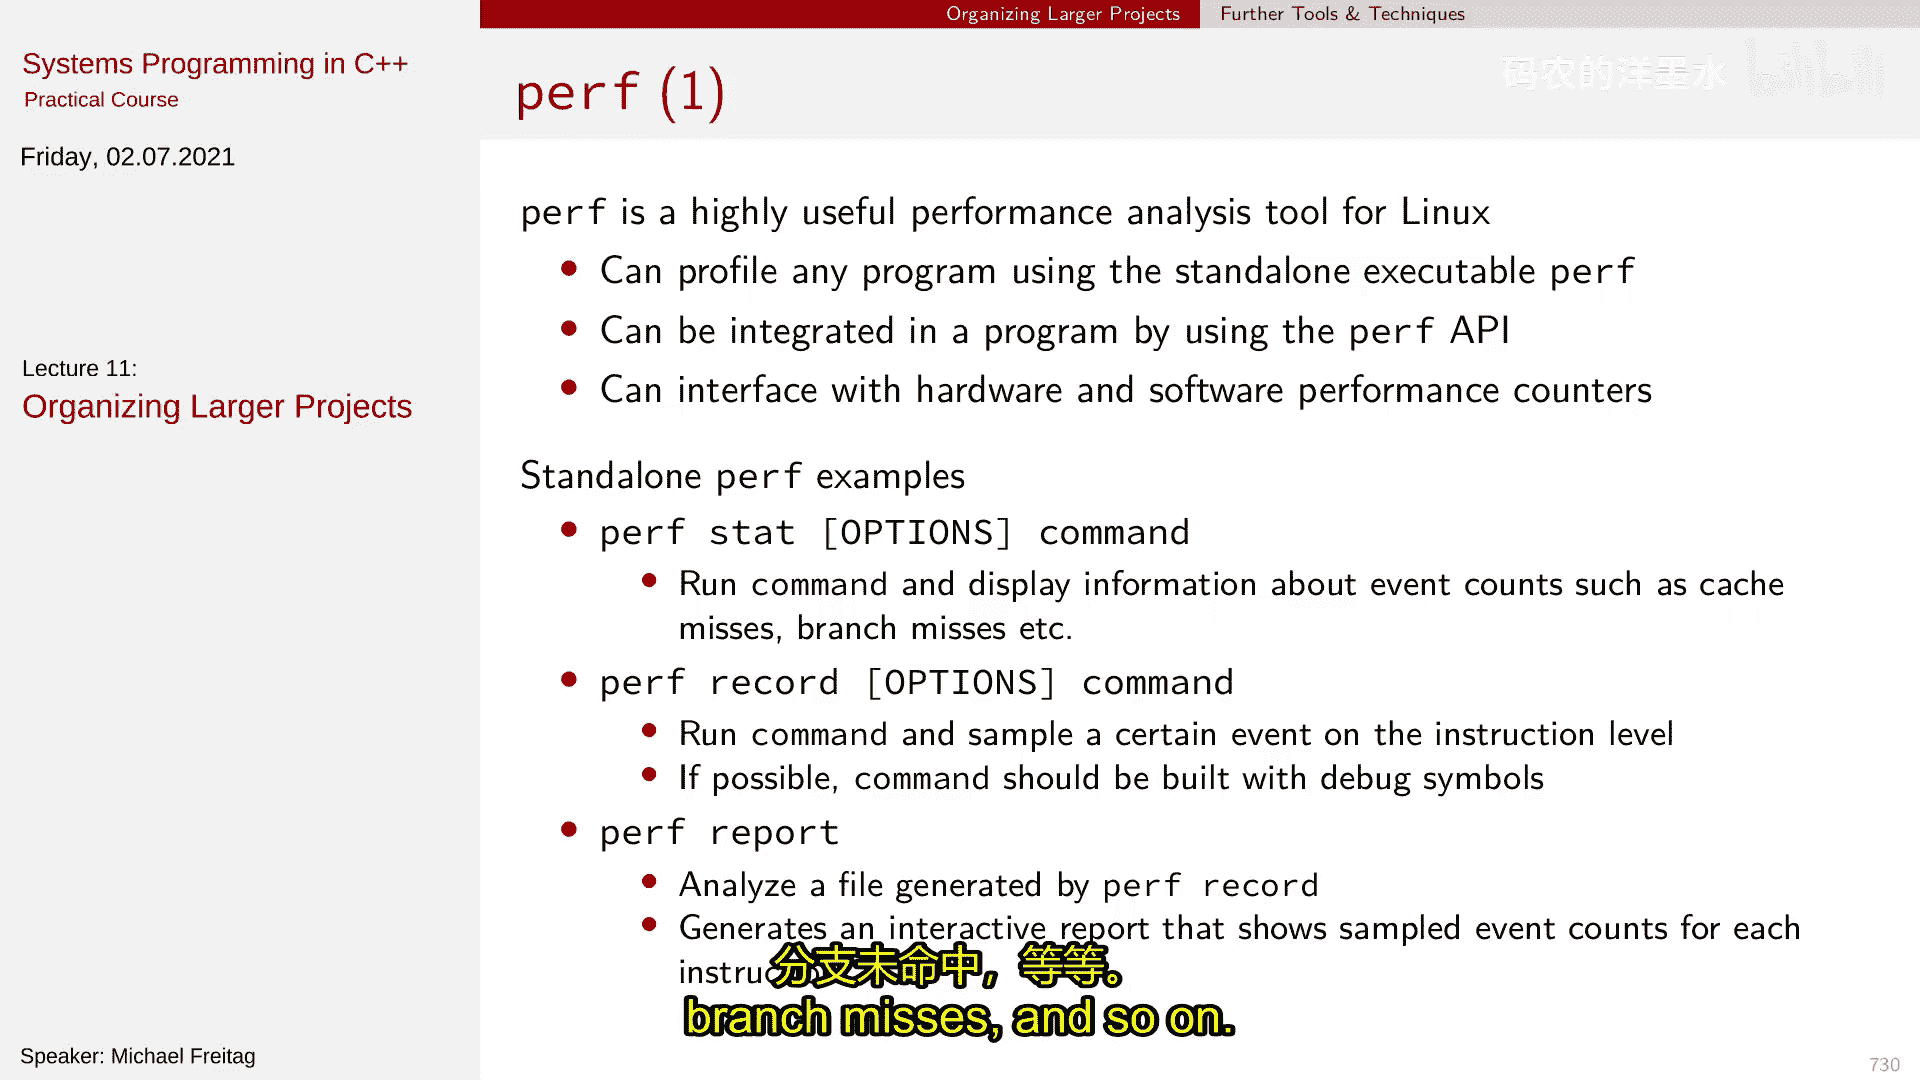 Organizing Larger Projects Further Tools & Techniques
Systems Programming in C++
Practical Course
Friday, 02.07.2021
Lecture 11:
Organizing Larger Projects
Speaker: Michael Freitag
码农的洋墨水 bilibili
perf (1)
perf is a highly useful performance analysis tool for Linux
• Can profile any program using the standalone executable perf
• Can be integrated in a program by using the perf API
• Can interface with hardware and software performance counters
Standalone perf examples
• perf stat [OPTIONS] command
• Run command and display information about event counts such as cache
misses, branch misses etc.
• perf record [OPTIONS] command
• Run command and sample a certain event on the instruction level
• If possible, command should be built with debug symbols
• perf report
• Analyze a file generated by perf record
• Generates an interactive report that shows sampled event counts for each
分支未命中，等等。
branch misses, and so on.
730